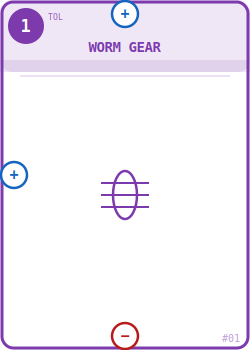 +
1 TOL
WORM GEAR
+
−
#01